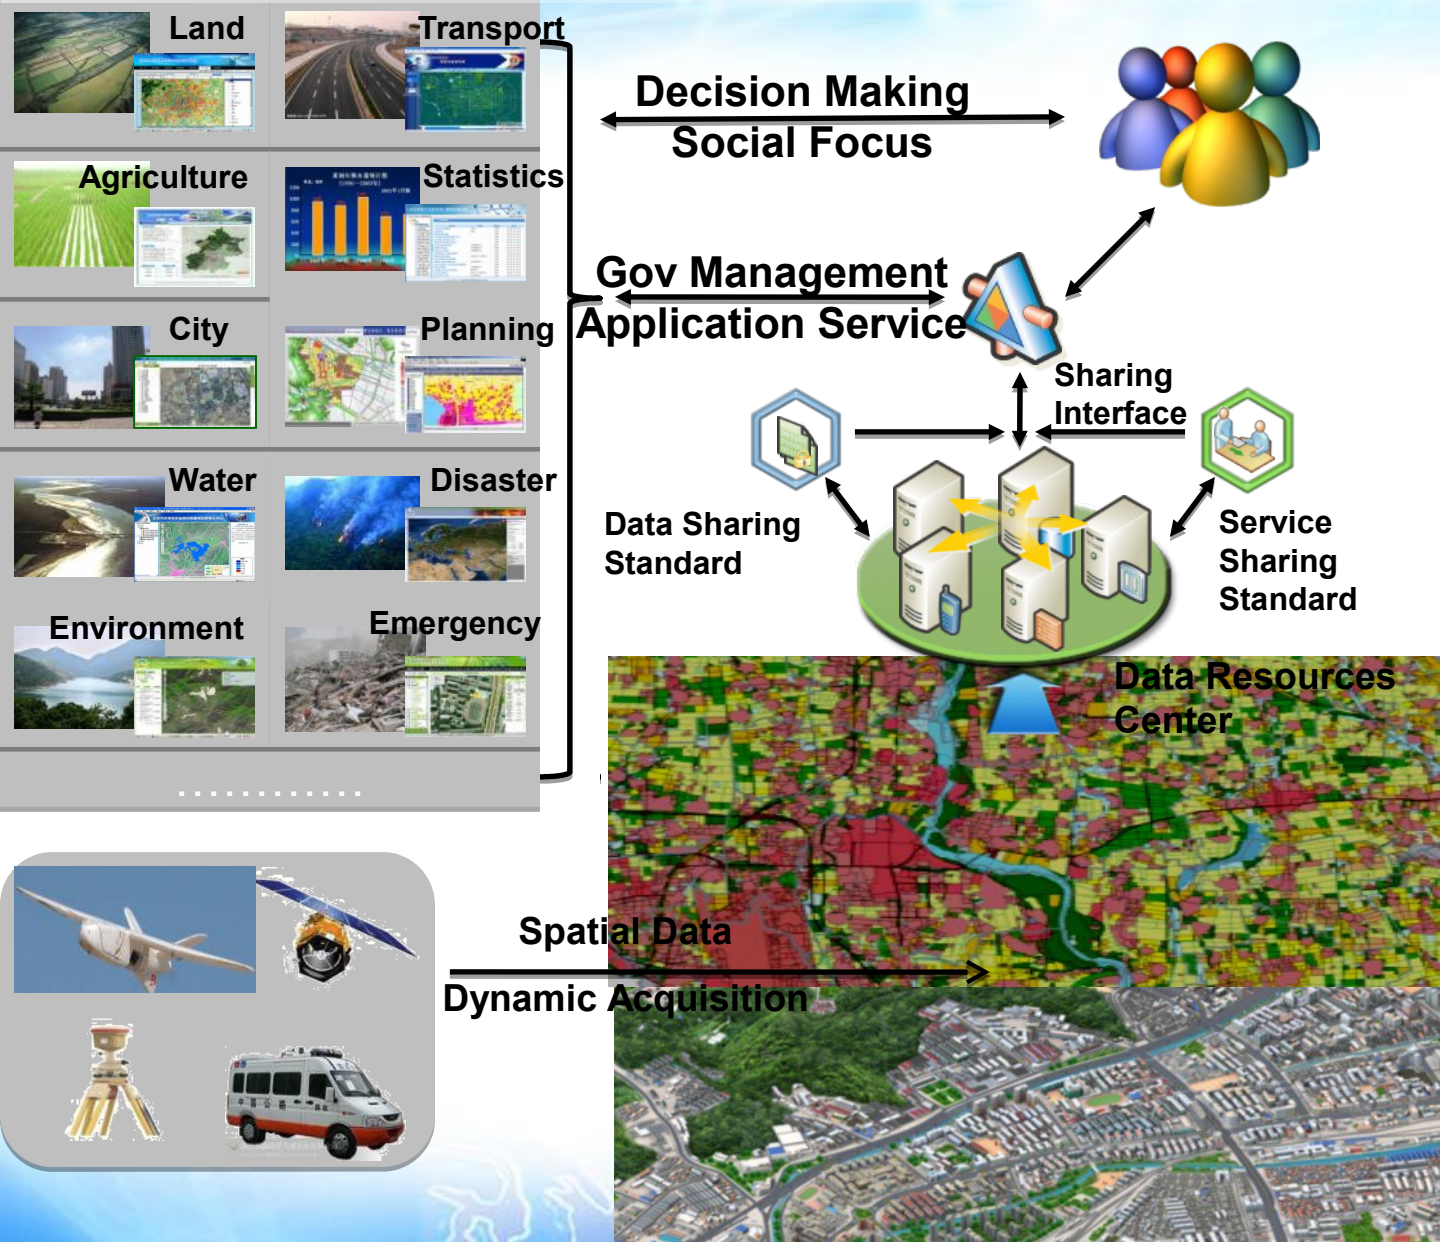 Land
Transport
Agriculture
Statistics
City
Planning
Water
Disaster
Environment
Emergency
............
Decision Making
Social Focus
Gov Management
Application Service
Sharing
Interface
Data Sharing
Standard
Service
Sharing
Standard
Data Resources
Center
Spatial Data
Dynamic Acquisition